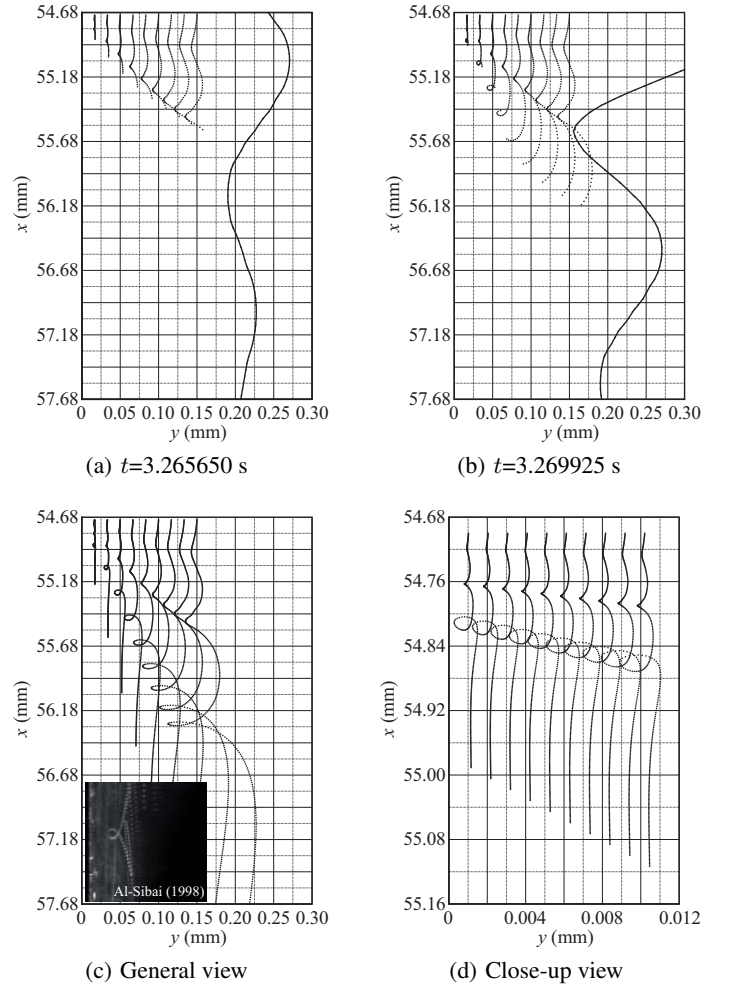 54.68
55.18
55.68
56.18
56.68
57.18
57.68
x (mm)
0 0.05 0.10 0.15 0.20 0.25 0.30
y (mm)
(a) t=3.265650 s
54.68
55.18
55.68
56.18
56.68
57.18
57.68
x (mm)
0 0.05 0.10 0.15 0.20 0.25 0.30
y (mm)
(b) t=3.269925 s
54.68
55.18
55.68
56.18
56.68
57.18
57.68
x (mm)
Al-Sibai (1998)
0 0.05 0.10 0.15 0.20 0.25 0.30
y (mm)
(c) General view
54.68
54.76
54.84
54.92
55.00
55.08
55.16
x (mm)
0 0.004 0.008 0.012
y (mm)
(d) Close-up view